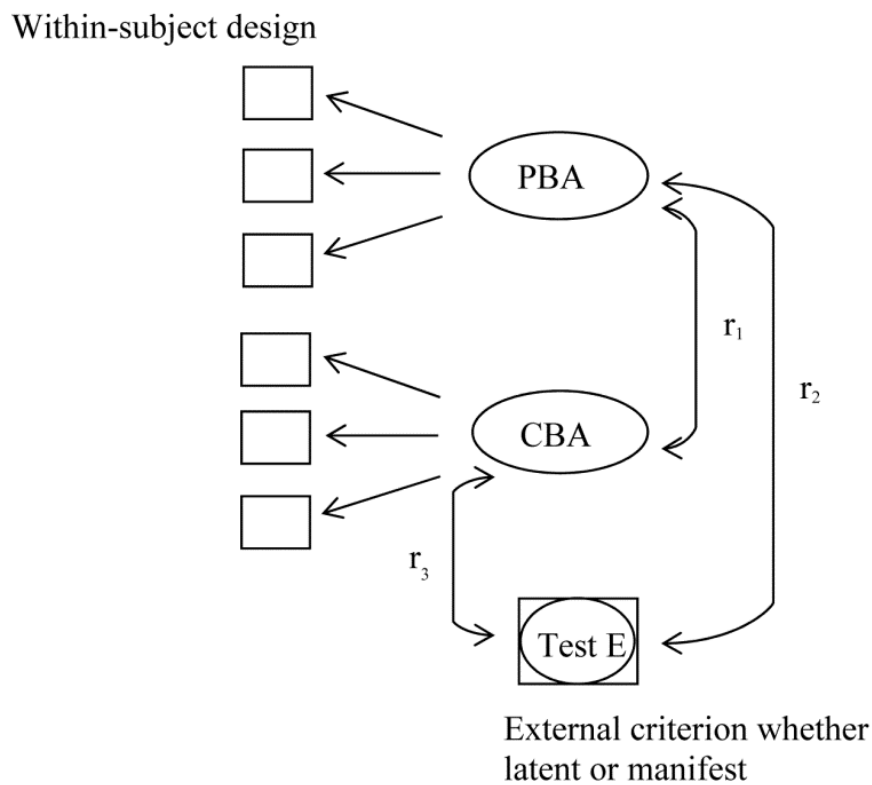 Within-subject design
PBA
r₁
r₂
CBA
r₃
Test E
External criterion whether
latent or manifest